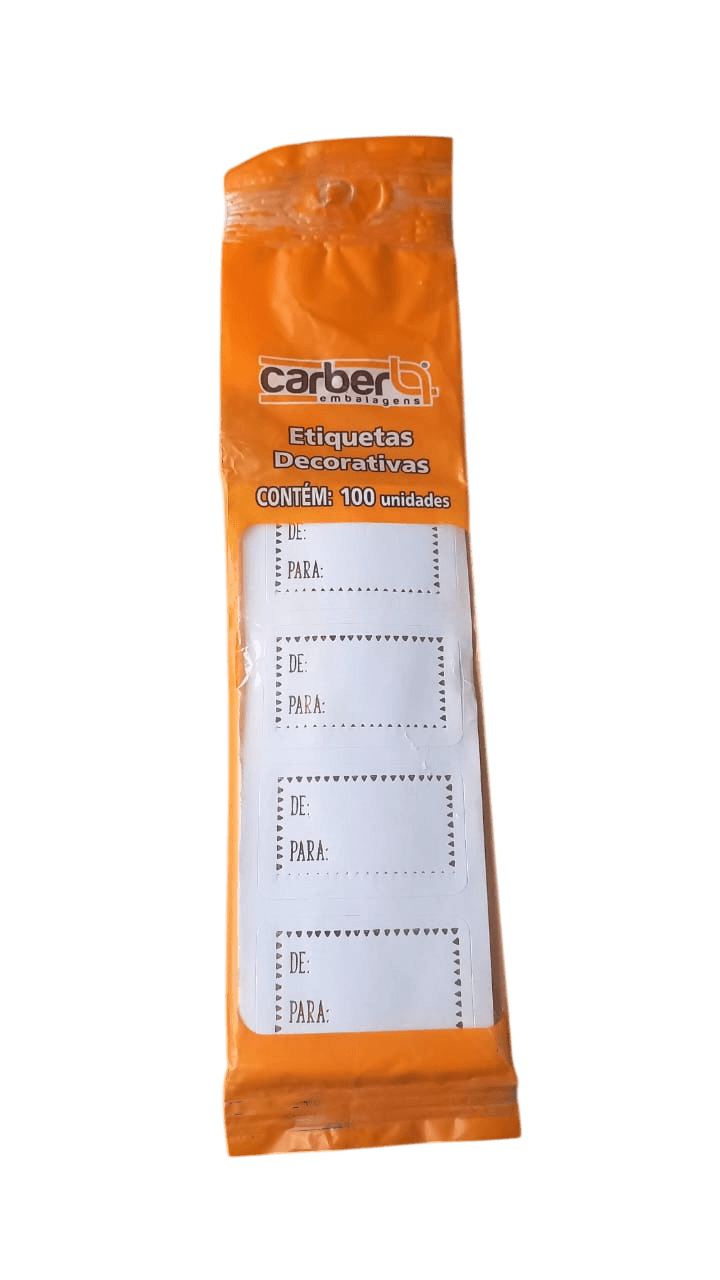 carber ®
embalagens
Etiquetas
Decorativas
CONTÉM: 100 unidades
DE:
PARA:
DE:
PARA:
DE:
PARA:
DE:
PARA: